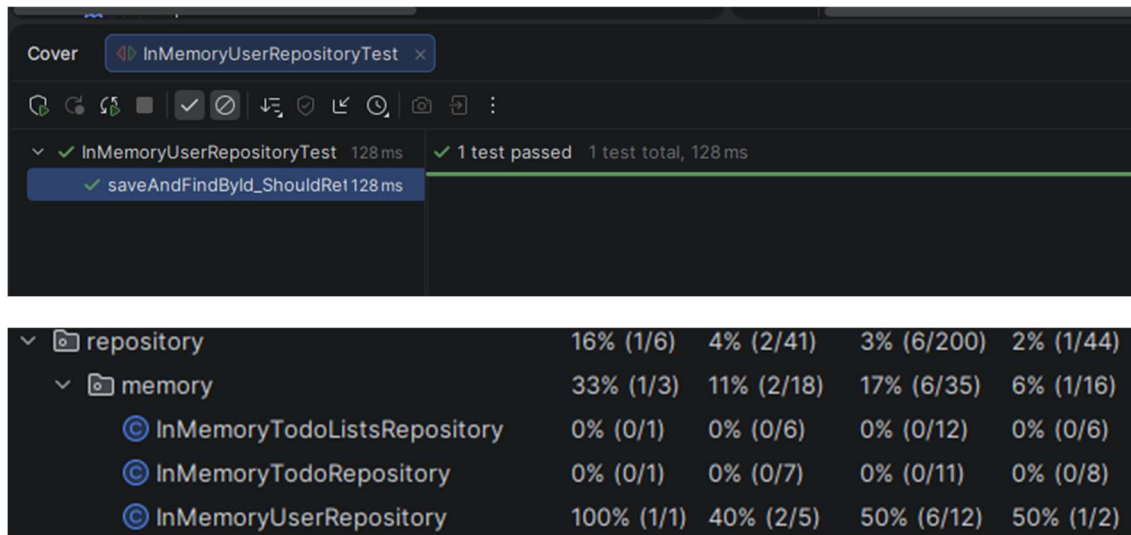 Cover InMemoryUserRepositoryTest
InMemoryUserRepositoryTest 128 ms
1 test passed 1 test total, 128 ms
saveAndFindById_ShouldRet 128 ms
repository 16% (1/6) 4% (2/41) 3% (6/200) 2% (1/44)
memory 33% (1/3) 11% (2/18) 17% (6/35) 6% (1/16)
InMemoryTodoListsRepository 0% (0/1) 0% (0/6) 0% (0/12) 0% (0/6)
InMemoryTodoRepository 0% (0/1) 0% (0/7) 0% (0/11) 0% (0/8)
InMemoryUserRepository 100% (1/1) 40% (2/5) 50% (6/12) 50% (1/2)